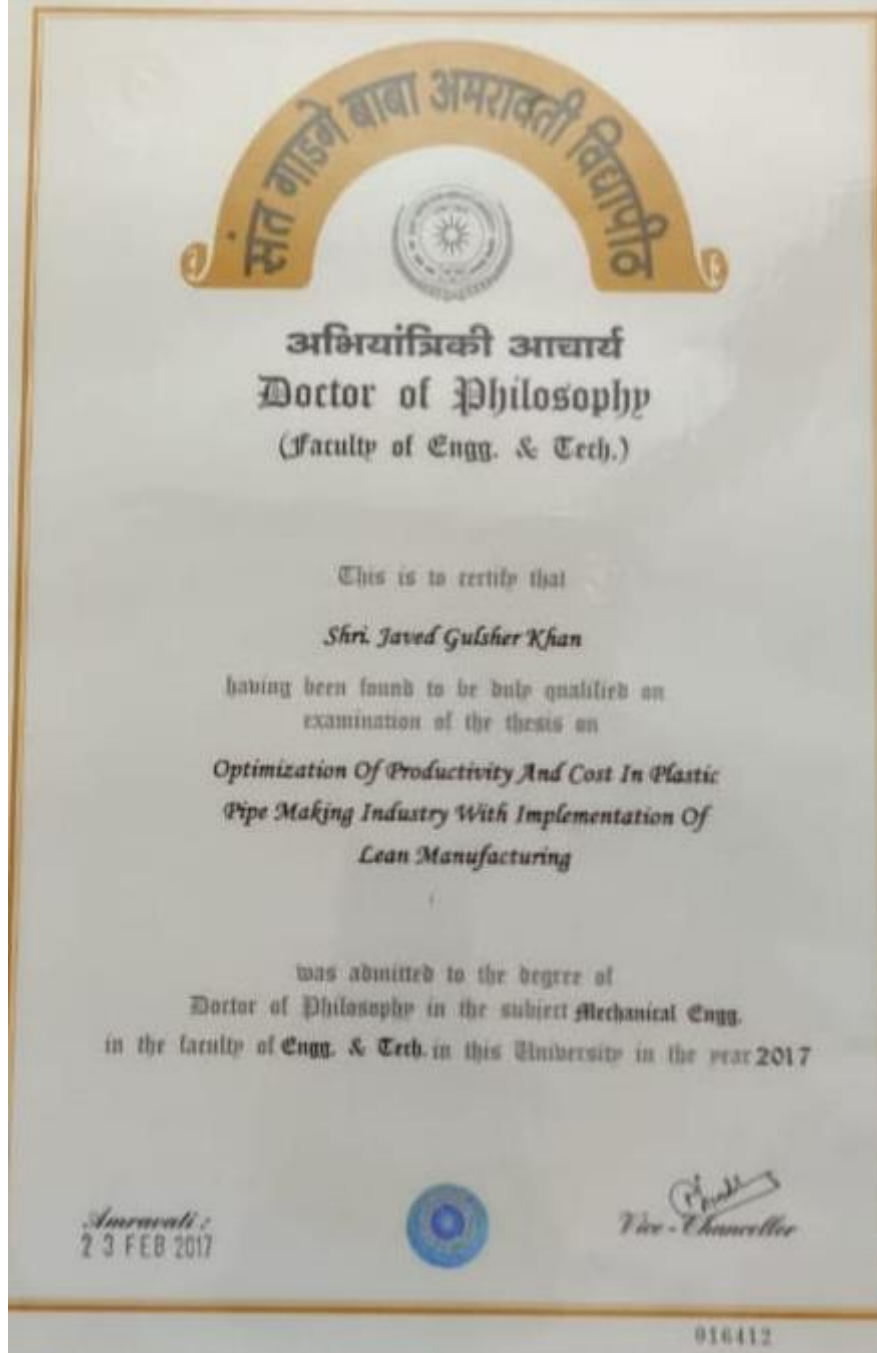 संत गाडगे बाबा अमरावती विद्यापीठ
अभियांत्रिकी आचार्य
Doctor of Philosophy
(Faculty of Engg. & Tech.)
This is to certify that
Shri. Javed Gulsher Khan
having been found to be duly qualified on
examination of the thesis on
Optimization Of Productivity And Cost In Plastic
Pipe Making Industry With Implementation Of
Lean Manufacturing
was admitted to the degree of
Doctor of Philosophy in the subject Mechanical Engg.
in the faculty of Engg. & Tech. in this University in the year 2017
Amravati :
23 FEB 2017
Vice-Chancellor
016412